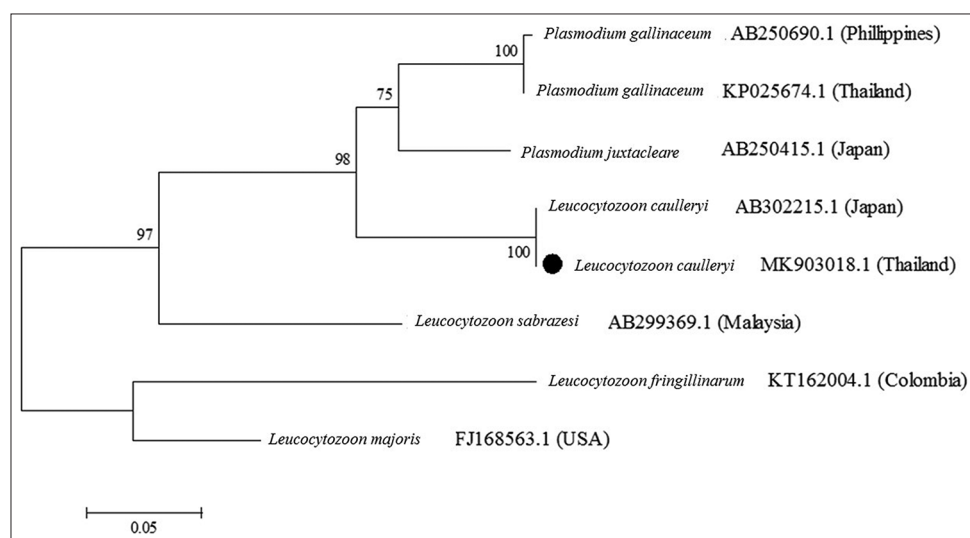 Plasmodium gallinaceum AB250690.1 (Phillippines)
100
Plasmodium gallinaceum KP025674.1 (Thailand)
75
Plasmodium juxtacleare AB250415.1 (Japan)
98
Leucocytozoon caulleryi AB302215.1 (Japan)
97
100
Leucocytozoon caulleryi MK903018.1 (Thailand)
Leucocytozoon sabrazesi AB299369.1 (Malaysia)
Leucocytozoon fringillinarum KT162004.1 (Colombia)
Leucocytozoon majoris FJ168563.1 (USA)
0.05